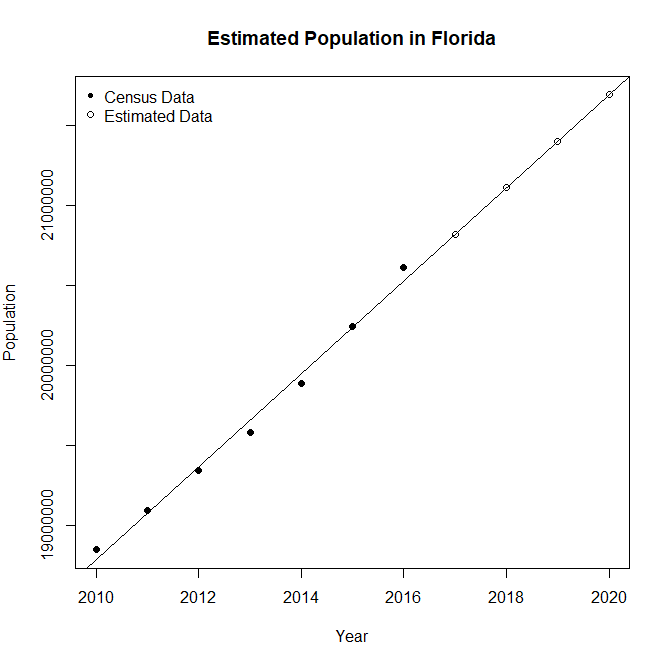 Estimated Population in Florida
Census Data
Estimated Data
21000000
20000000
19000000
Population
2010 2012 2014 2016 2018 2020
Year